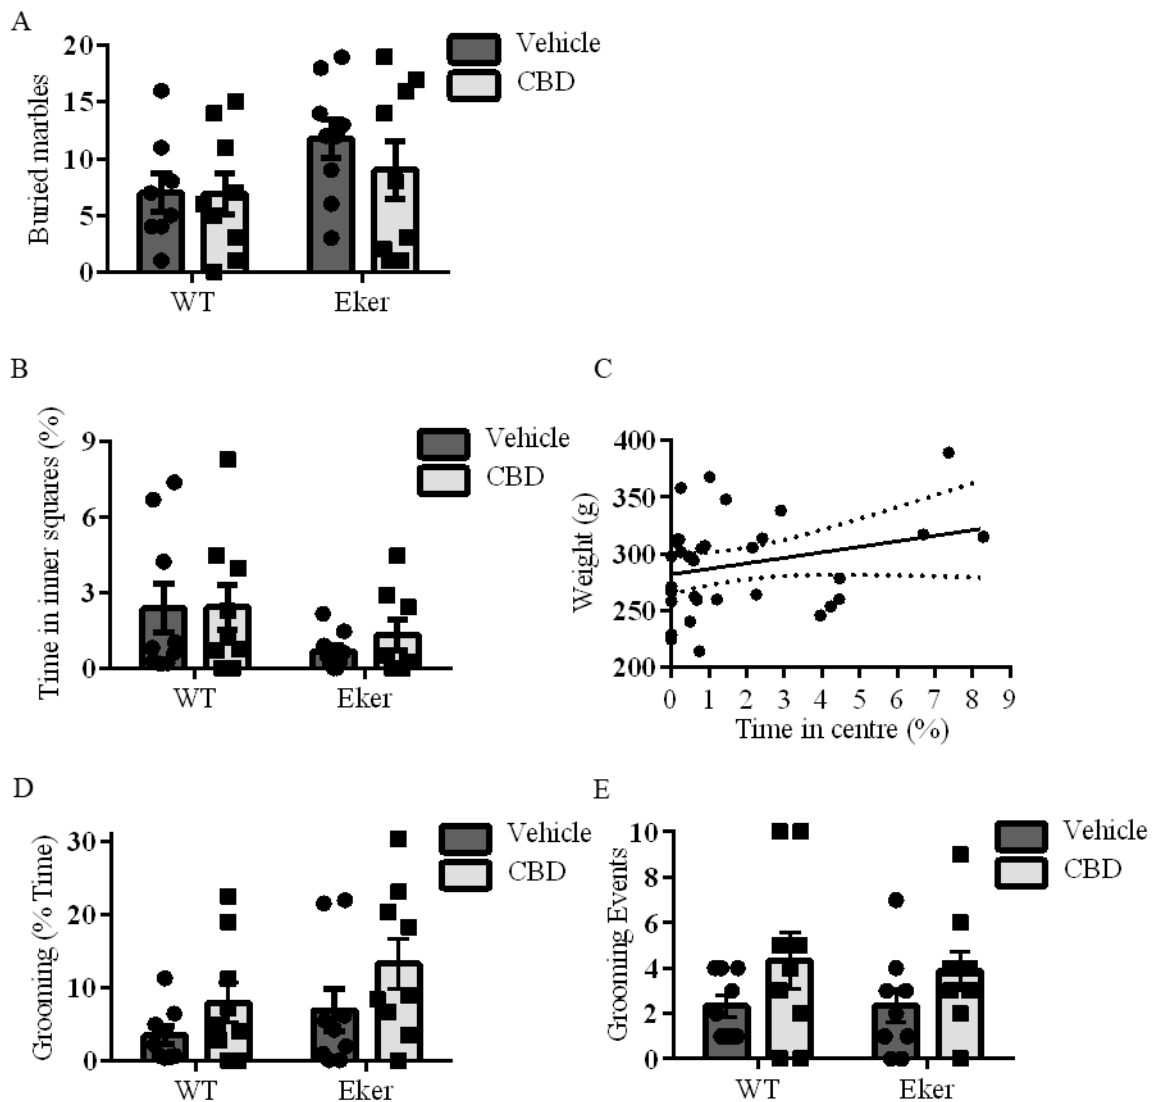 A
Buried marbles
20
15
10
5
0
WT
Eker
Vehicle
CBD
B
Time in inner squares (%)
9
6
3
0
WT
Eker
Vehicle
CBD
C
Weight (g)
400
350
300
250
200
0 1 2 3 4 5 6 7 8 9
Time in centre (%)
D
Grooming (% Time)
30
20
10
0
WT
Eker
Vehicle
CBD
E
Grooming Events
10
8
6
4
2
0
WT
Eker
Vehicle
CBD